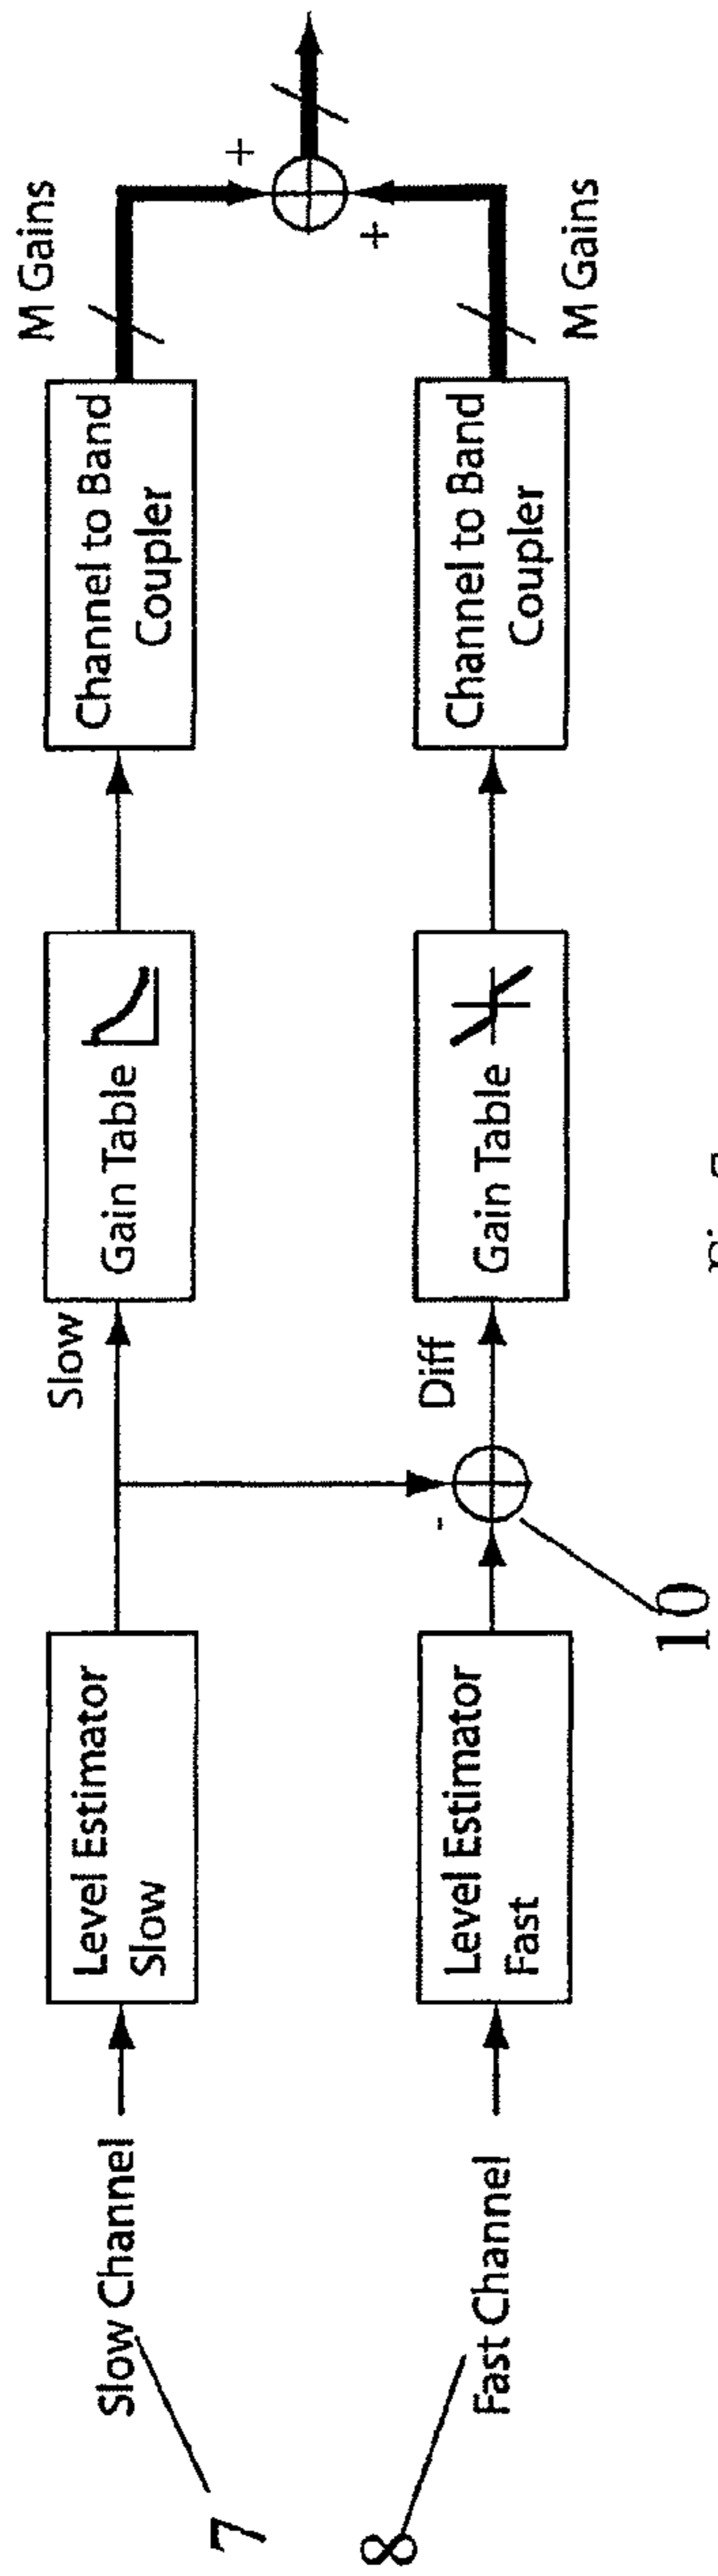 7
Slow Channel
Level Estimator
Slow
Slow
Gain Table
Channel to Band
Coupler
M Gains
+
8
Fast Channel
Level Estimator
Fast
-
10
Diff
Gain Table
Channel to Band
Coupler
M Gains
+